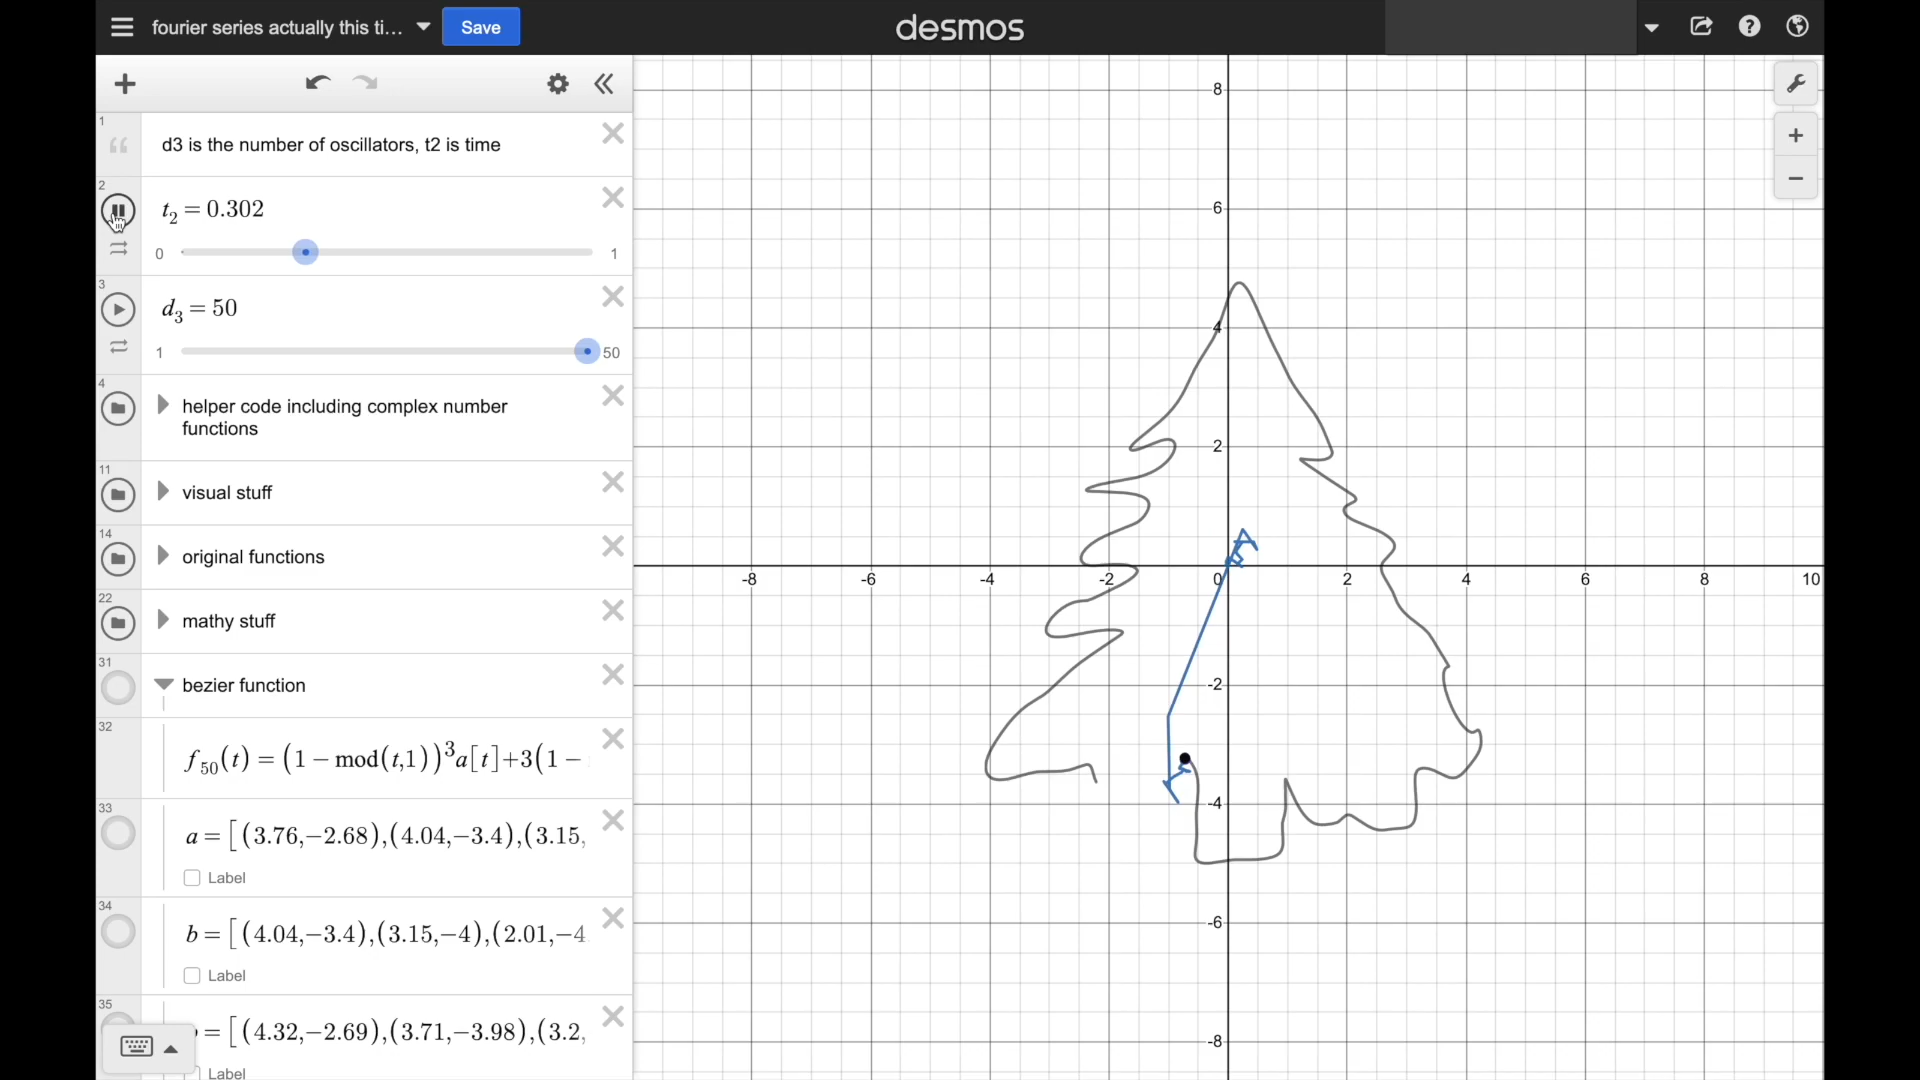 fourier series actually this ti...
Save
desmos
1
d3 is the number of oscillators, t2 is time
2
t₂ = 0.302
0
1
3
d₃ = 50
1
50
4
helper code including complex number
functions
11
visual stuff
14
original functions
22
mathy stuff
31
bezier function
32
f₅₀(t) = (1 − mod(t,1))³a[t]+3(1 −
33
a = [(3.76,−2.68),(4.04,−3.4),(3.15,
Label
34
b = [(4.04,−3.4),(3.15,−4),(2.01,−4
Label
35
= [(4.32,−2.69),(3.71,−3.98),(3.2,
Label
8
6
4
2
-8 -6 -4 -2 0 2 4 6 8 10
-2
-4
-6
-8